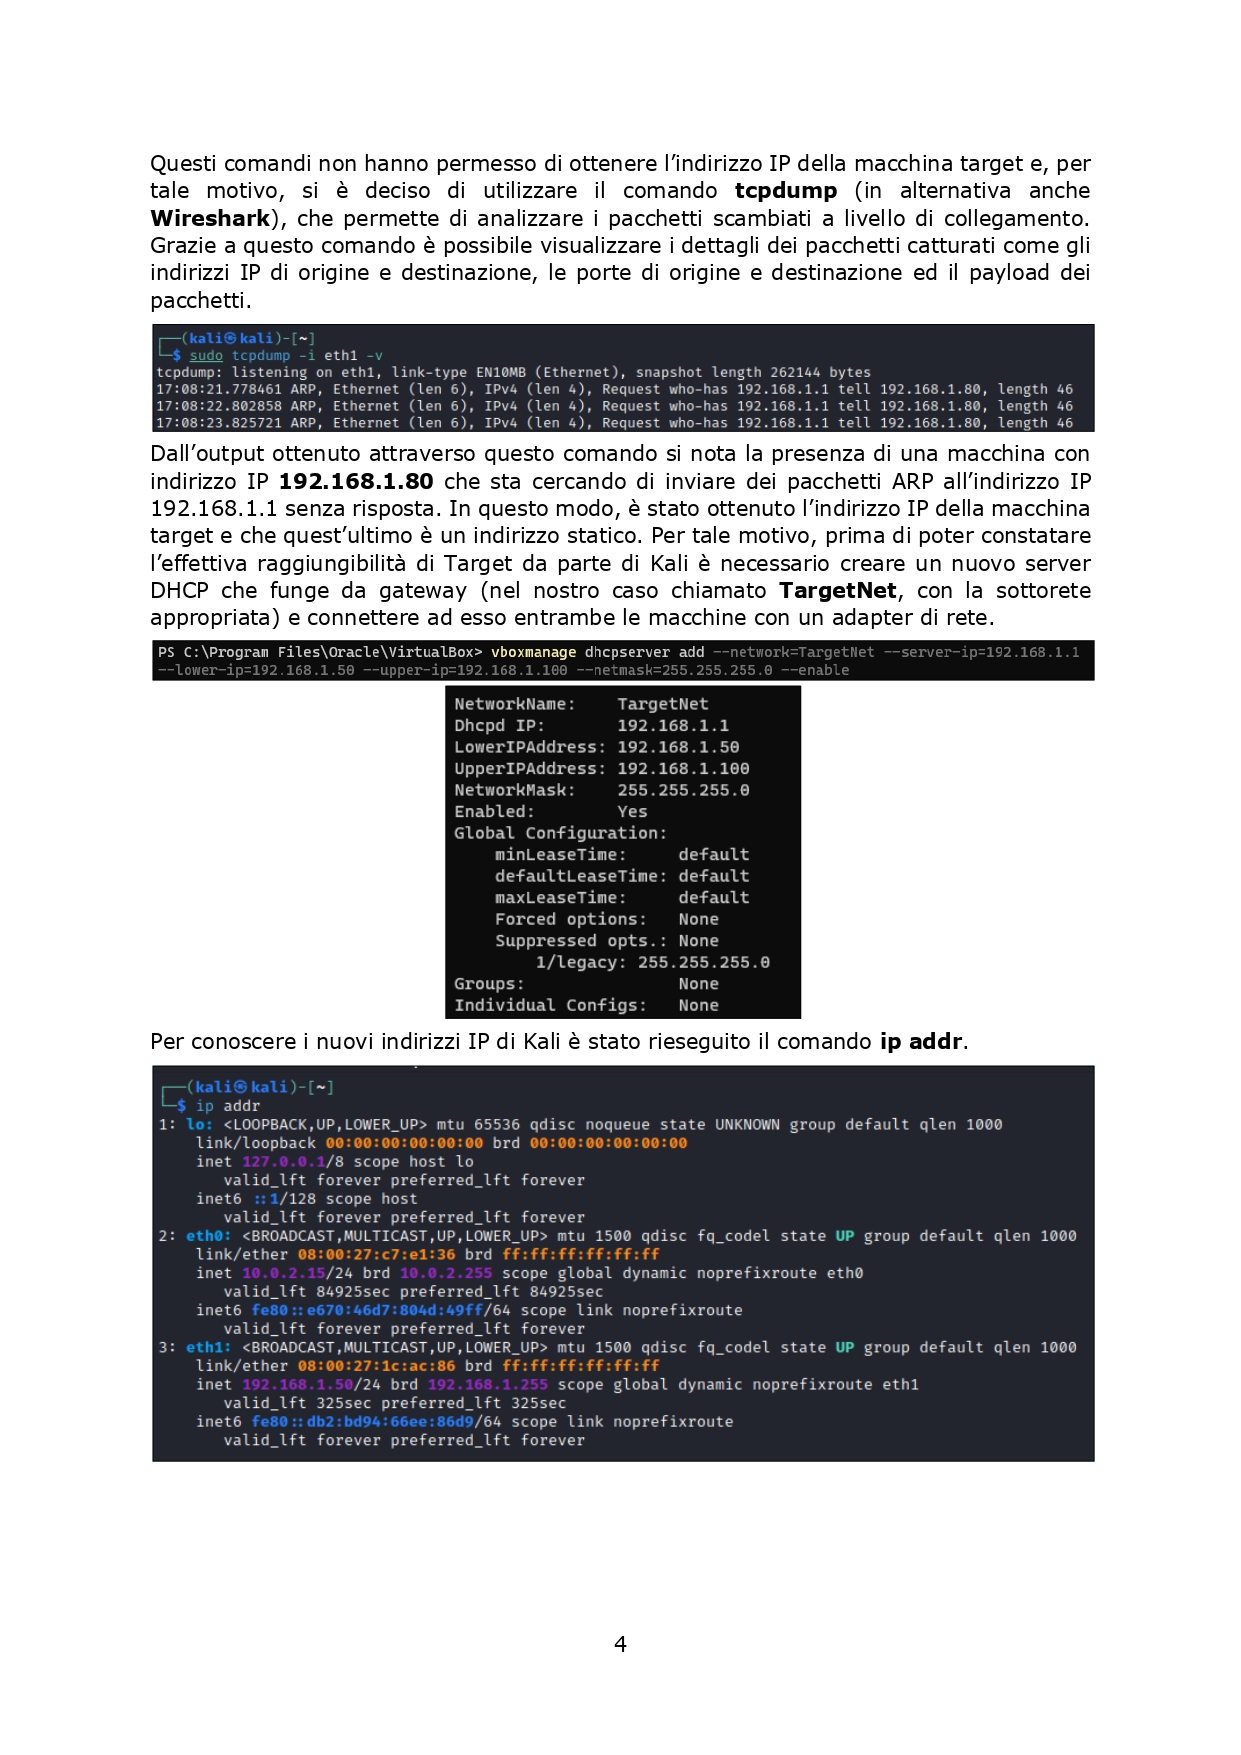 Questi comandi non hanno permesso di ottenere l’indirizzo IP della macchina target e, per
tale motivo, si è deciso di utilizzare il comando tcpdump (in alternativa anche
Wireshark), che permette di analizzare i pacchetti scambiati a livello di collegamento.
Grazie a questo comando è possibile visualizzare i dettagli dei pacchetti catturati come gli
indirizzi IP di origine e destinazione, le porte di origine e destinazione ed il payload dei
pacchetti.
┌──(kali㉿kali)-[~]
└─$ sudo tcpdump -i eth1 -v
tcpdump: listening on eth1, link-type EN10MB (Ethernet), snapshot length 262144 bytes
17:08:21.778461 ARP, Ethernet (len 6), IPv4 (len 4), Request who-has 192.168.1.1 tell 192.168.1.80, length 46
17:08:22.802858 ARP, Ethernet (len 6), IPv4 (len 4), Request who-has 192.168.1.1 tell 192.168.1.80, length 46
17:08:23.825721 ARP, Ethernet (len 6), IPv4 (len 4), Request who-has 192.168.1.1 tell 192.168.1.80, length 46
Dall’output ottenuto attraverso questo comando si nota la presenza di una macchina con
indirizzo IP 192.168.1.80 che sta cercando di inviare dei pacchetti ARP all’indirizzo IP
192.168.1.1 senza risposta. In questo modo, è stato ottenuto l’indirizzo IP della macchina
target e che quest’ultimo è un indirizzo statico. Per tale motivo, prima di poter constatare
l’effettiva raggiungibilità di Target da parte di Kali è necessario creare un nuovo server
DHCP che funge da gateway (nel nostro caso chiamato TargetNet, con la sottorete
appropriata) e connettere ad esso entrambe le macchine con un adapter di rete.
PS C:\Program Files\Oracle\VirtualBox> vboxmanage dhcpserver add --network=TargetNet --server-ip=192.168.1.1
--lower-ip=192.168.1.50 --upper-ip=192.168.1.100 --netmask=255.255.255.0 --enable
NetworkName: TargetNet
Dhcpd IP: 192.168.1.1
LowerIPAddress: 192.168.1.50
UpperIPAddress: 192.168.1.100
NetworkMask: 255.255.255.0
Enabled: Yes
Global Configuration:
minLeaseTime: default
defaultLeaseTime: default
maxLeaseTime: default
Forced options: None
Suppressed opts.: None
1/legacy: 255.255.255.0
Groups: None
Individual Configs: None
Per conoscere i nuovi indirizzi IP di Kali è stato rieseguito il comando ip addr.
┌──(kali㉿kali)-[~]
└─$ ip addr
1: lo: <LOOPBACK,UP,LOWER_UP> mtu 65536 qdisc noqueue state UNKNOWN group default qlen 1000
link/loopback 00:00:00:00:00:00 brd 00:00:00:00:00:00
inet 127.0.0.1/8 scope host lo
valid_lft forever preferred_lft forever
inet6 ::1/128 scope host
valid_lft forever preferred_lft forever
2: eth0: <BROADCAST,MULTICAST,UP,LOWER_UP> mtu 1500 qdisc fq_codel state UP group default qlen 1000
link/ether 08:00:27:c7:e1:36 brd ff:ff:ff:ff:ff:ff
inet 10.0.2.15/24 brd 10.0.2.255 scope global dynamic noprefixroute eth0
valid_lft 84925sec preferred_lft 84925sec
inet6 fe80::e670:46d7:804d:49ff/64 scope link noprefixroute
valid_lft forever preferred_lft forever
3: eth1: <BROADCAST,MULTICAST,UP,LOWER_UP> mtu 1500 qdisc fq_codel state UP group default qlen 1000
link/ether 08:00:27:1c:ac:86 brd ff:ff:ff:ff:ff:ff
inet 192.168.1.50/24 brd 192.168.1.255 scope global dynamic noprefixroute eth1
valid_lft 325sec preferred_lft 325sec
inet6 fe80::db2:bd94:66ee:86d9/64 scope link noprefixroute
valid_lft forever preferred_lft forever
4